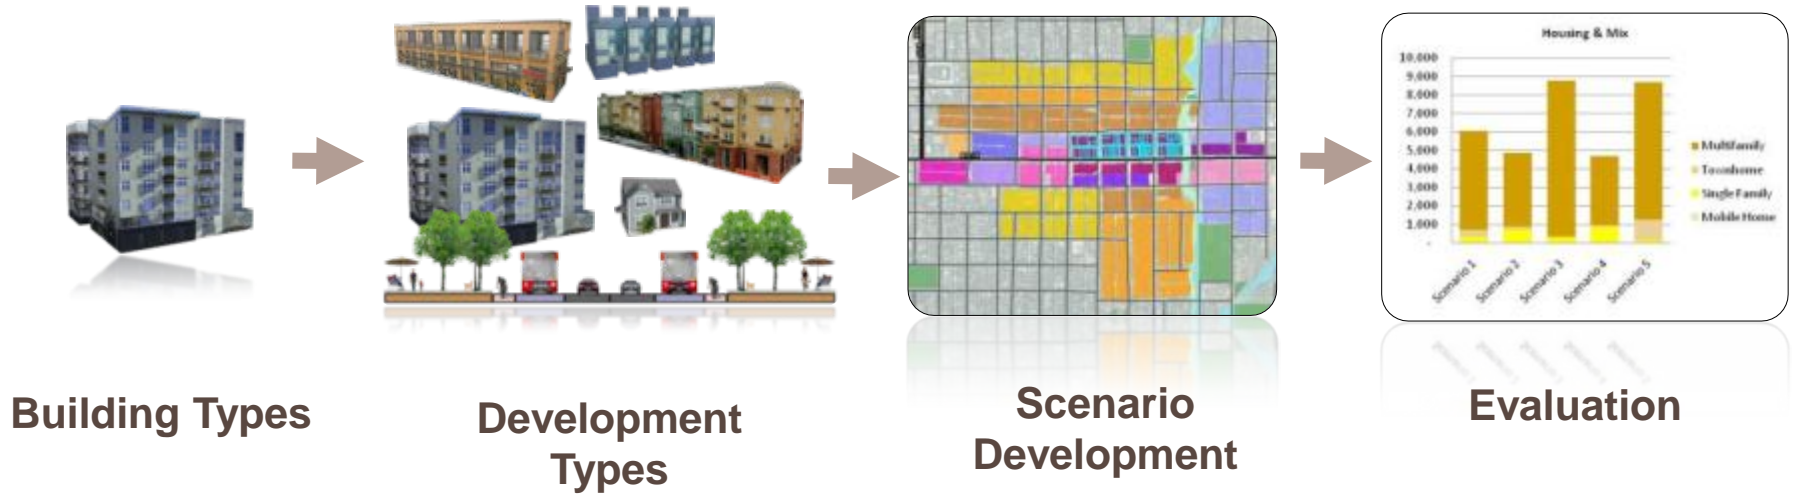 Building Types
Development
Types
Scenario
Development
Evaluation
Housing & Mix
10,000
9,000
8,000
7,000
6,000
5,000
4,000
3,000
2,000
1,000
-
Scenario 1
Scenario 2
Scenario 3
Scenario 4
Scenario 5
Multifamily
Townhome
Single Family
Mobile Home